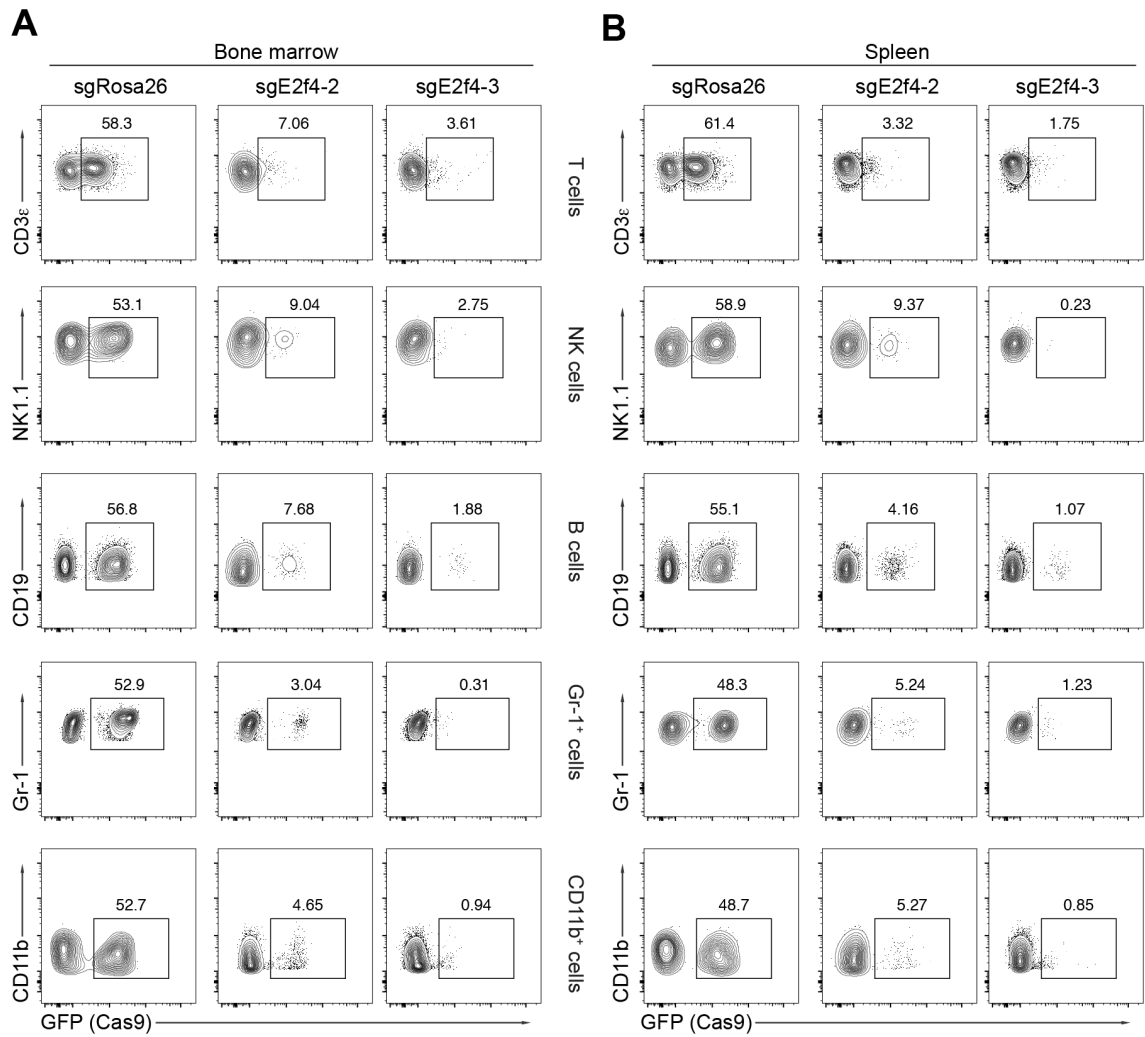 A
B
Bone marrow
Spleen
sgRosa26
sgE2f4-2
sgE2f4-3
sgRosa26
sgE2f4-2
sgE2f4-3
58.3
7.06
3.61
61.4
3.32
1.75
CD3ε
T cells
CD3ε
53.1
9.04
2.75
58.9
9.37
0.23
NK1.1
NK cells
NK1.1
56.8
7.68
1.88
55.1
4.16
1.07
CD19
B cells
CD19
52.9
3.04
0.31
48.3
5.24
1.23
Gr-1
Gr-1⁺ cells
Gr-1
52.7
4.65
0.94
48.7
5.27
0.85
CD11b
CD11b⁺ cells
CD11b
GFP (Cas9)
GFP (Cas9)